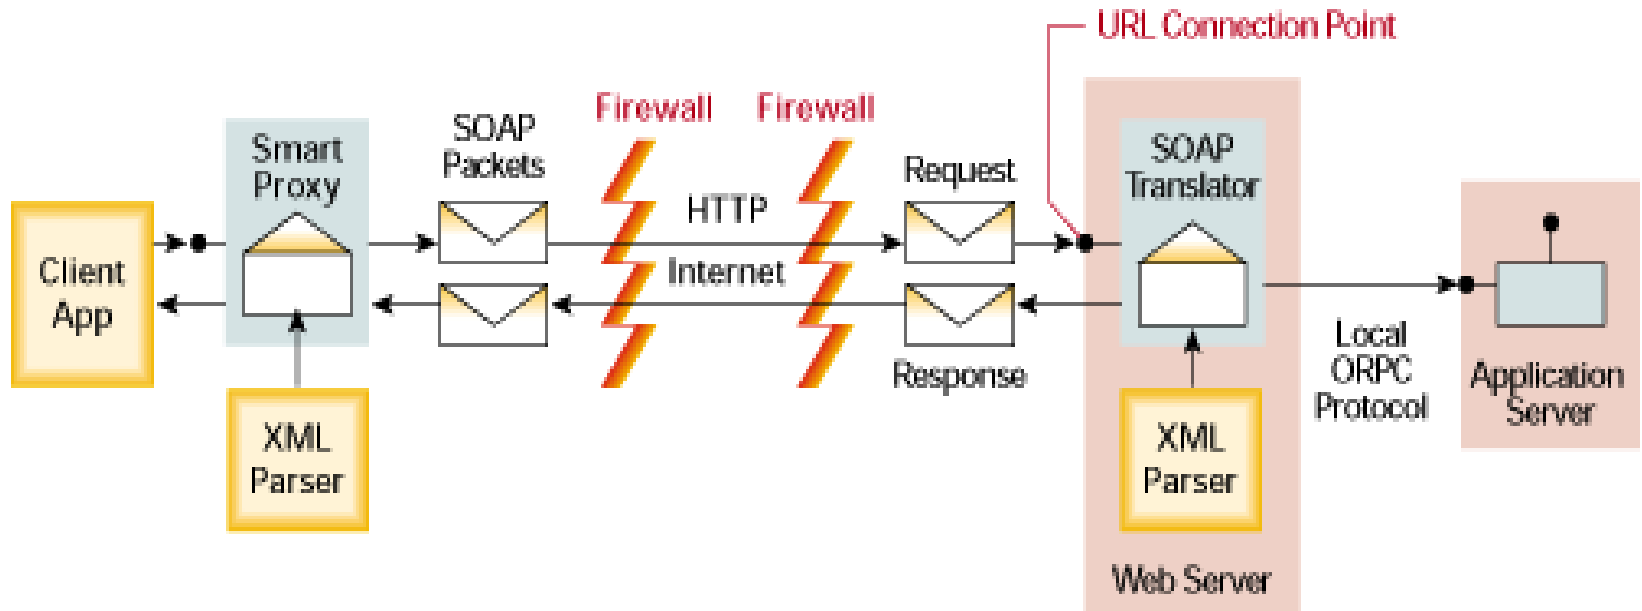 URL Connection Point
Firewall
Firewall
SOAP
Packets
Smart
Proxy
SOAP
Translator
Request
HTTP
Internet
Client
App
Response
Local
ORPC
Protocol
Application
Server
XML
Parser
XML
Parser
Web Server